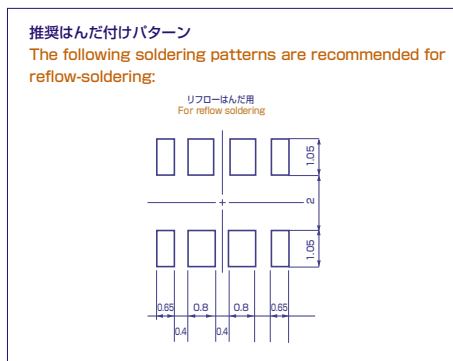 推奨はんだ付けパターン
The following soldering patterns are recommended for
reflow-soldering:
リフローはんだ用
For reflow soldering
1.05
2
1.05
0.65 0.8 0.8 0.65
0.4 0.4